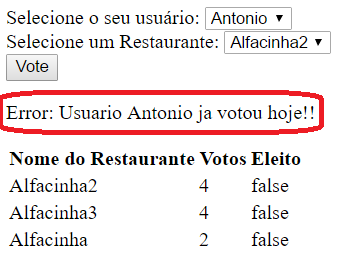 Selecione o seu usuário: Antonio
Selecione um Restaurante: Alfacinha2
Vote
Error: Usuario Antonio ja votou hoje!!
Nome do Restaurante Votos Eleito
Alfacinha2 4 false
Alfacinha3 4 false
Alfacinha 2 false